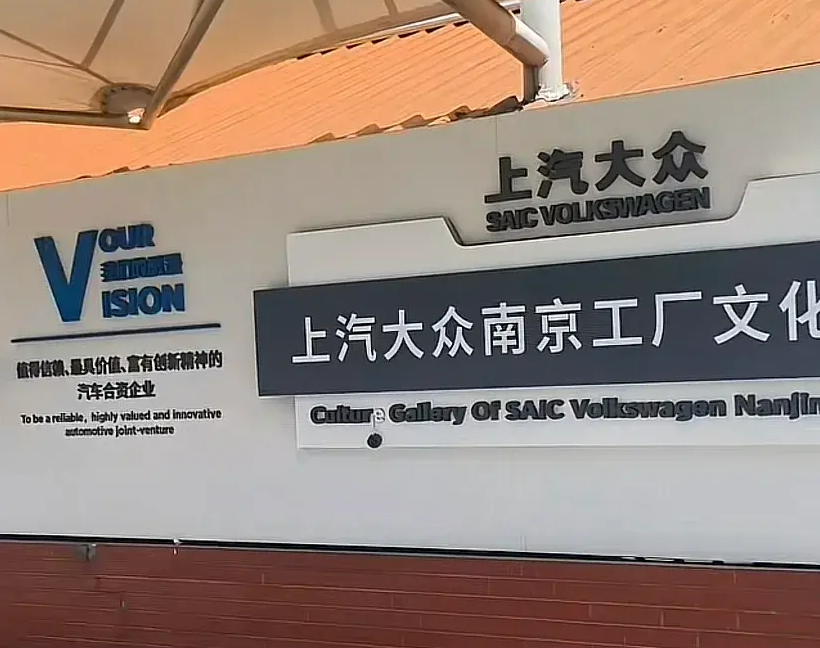 OUR
VISION
值得信赖、最具价值、富有创新精神的
汽车合资企业
To be a reliable, highly valued and innovative
automotive joint-venture
上汽大众
SAIC VOLKSWAGEN
上汽大众南京工厂文化
Culture Gallery Of SAIC Volkswagen Nanjin